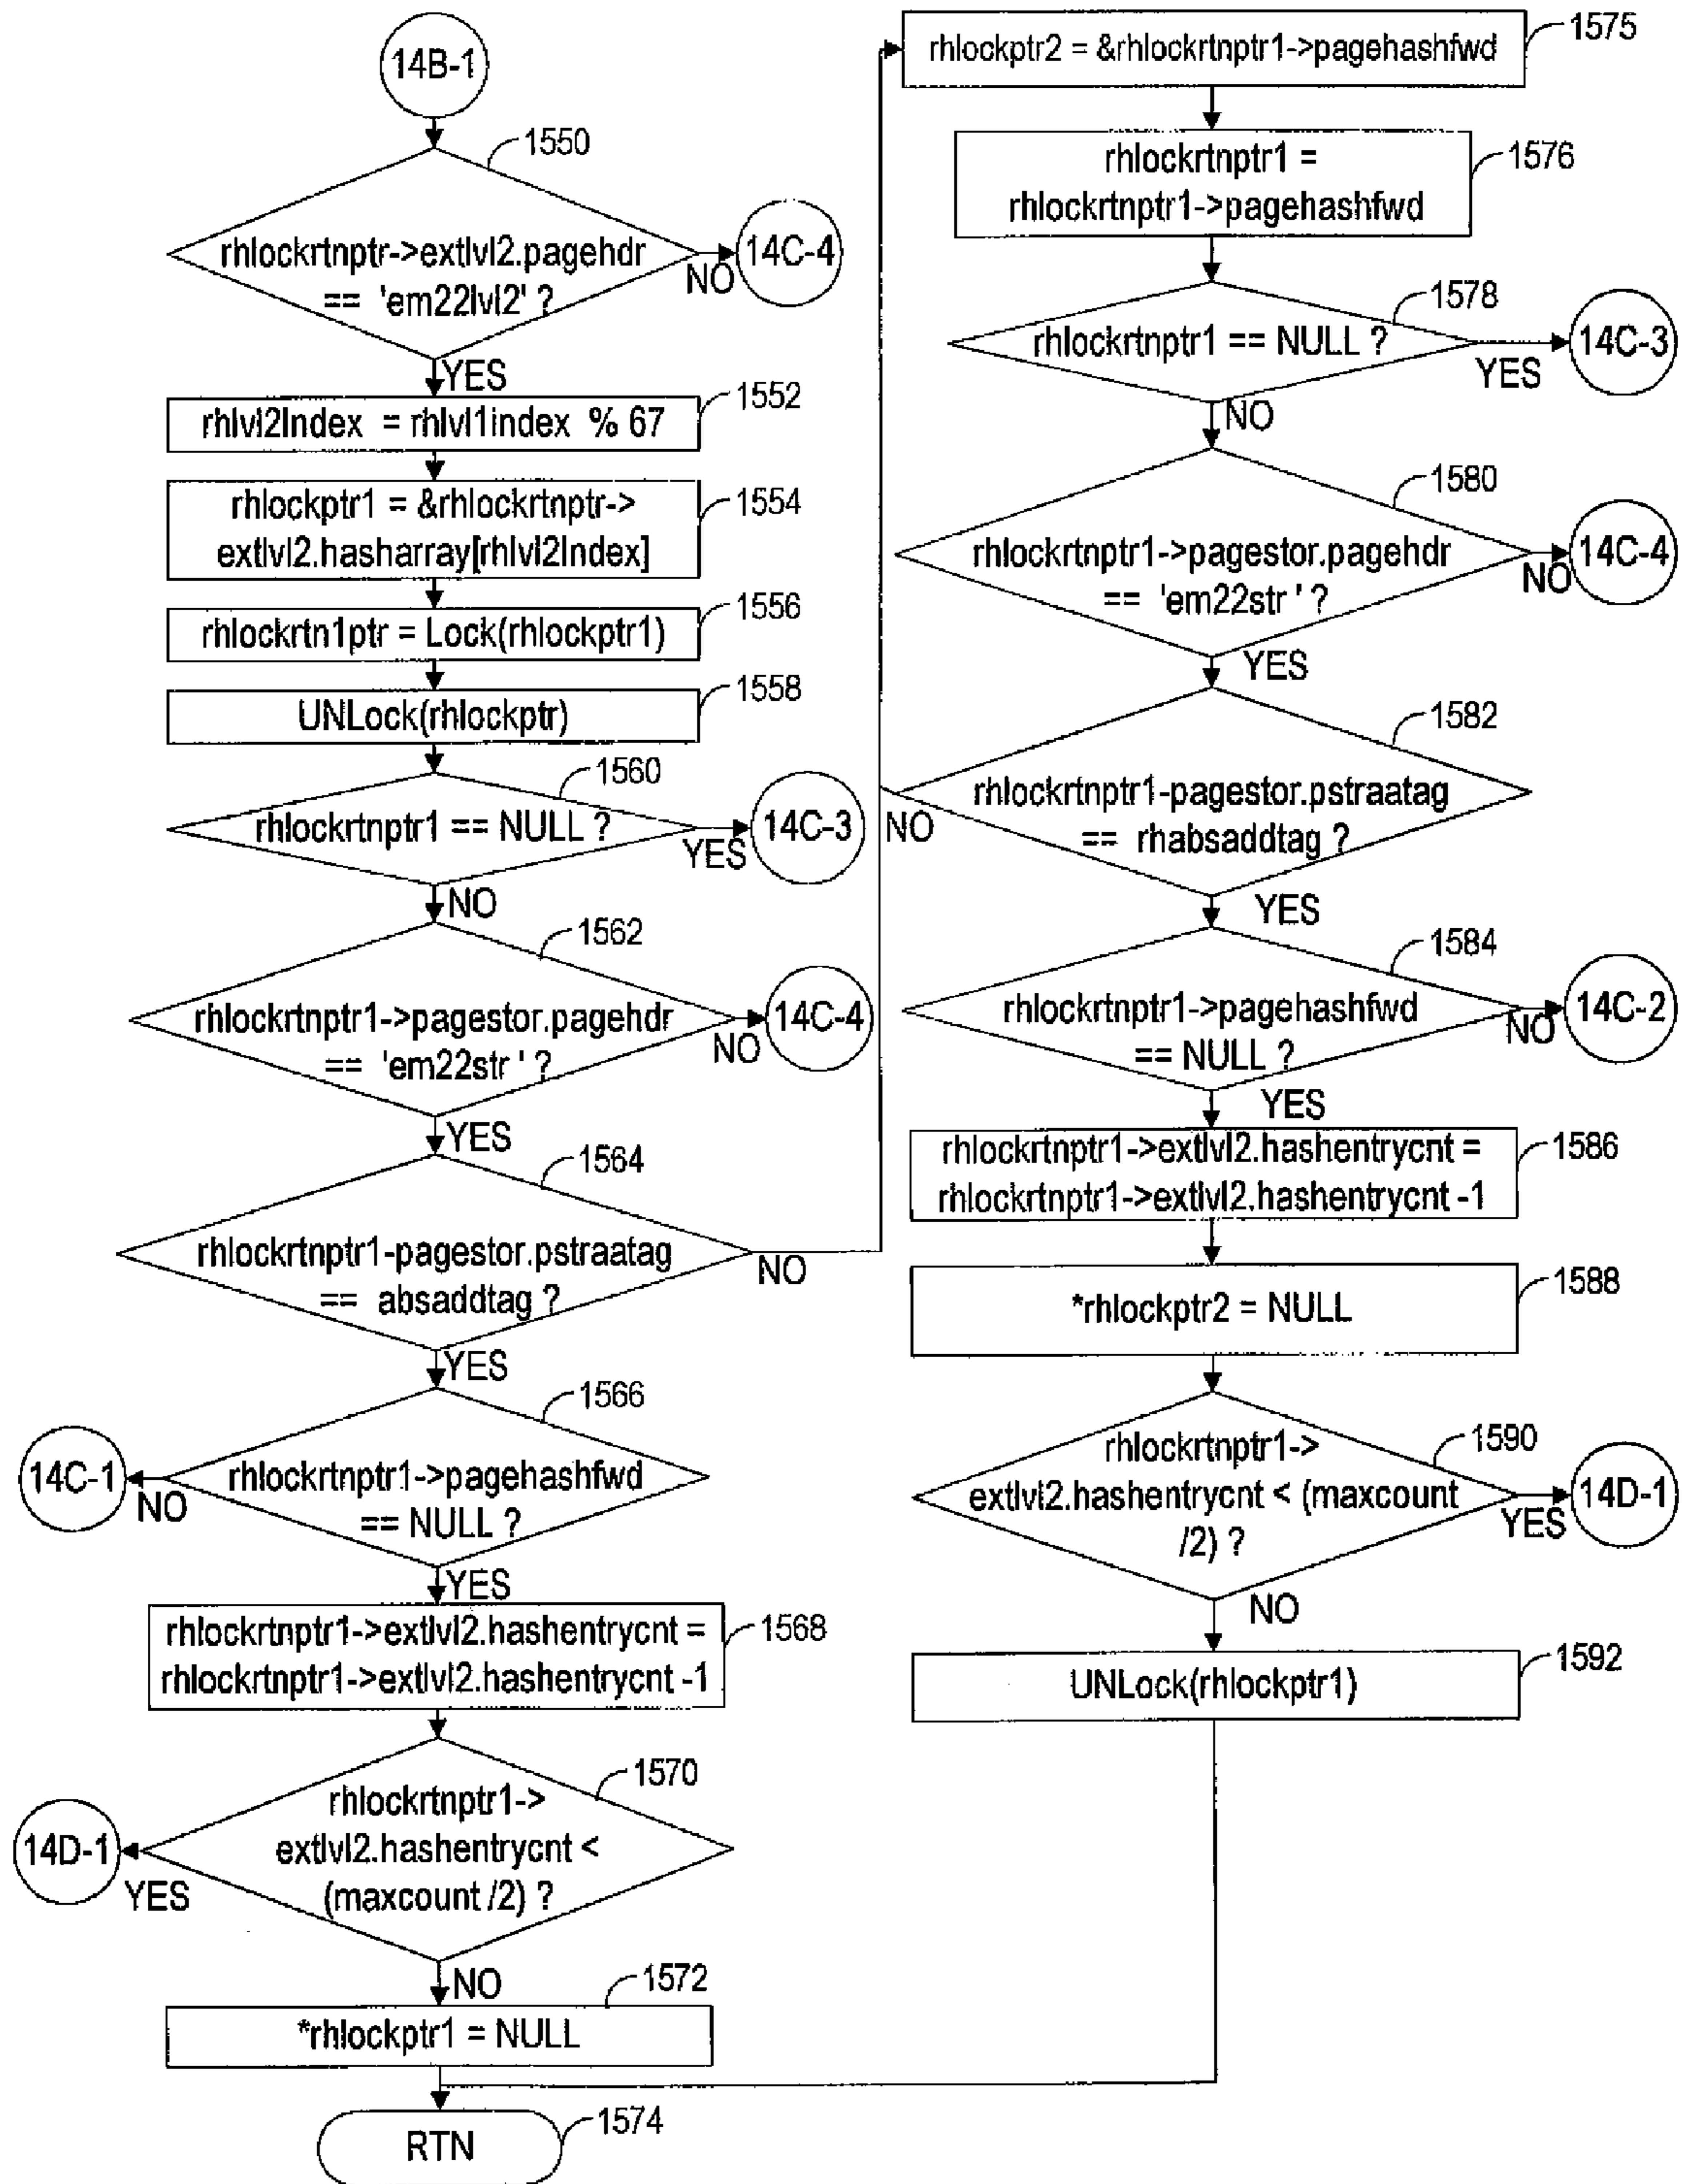 14B-1
1550
rhlockrtnptr->extlvl2.pagehdr
== 'em22lvl2' ?
NO
14C-4
YES
1552
rhlvl2Index = rhlvl1index % 67
1554
rhlockptr1 = &rhlockrtnptr->
extlvl2.hasharray[rhlvl2Index]
1556
rhlockrtn1ptr = Lock(rhlockptr1)
1558
UNLock(rhlockptr)
1560
rhlockrtnptr1 == NULL ?
YES
14C-3
NO
1562
rhlockrtnptr1->pagestor.pagehdr
== 'em22str ' ?
NO
14C-4
YES
1564
rhlockrtnptr1-pagestor.pstraatag
== absaddtag ?
NO
YES
1566
rhlockrtnptr1->pagehashfwd
== NULL ?
14C-1
NO
YES
1568
rhlockrtnptr1->extlvl2.hashentrycnt =
rhlockrtnptr1->extlvl2.hashentrycnt -1
1570
rhlockrtnptr1->
extlvl2.hashentrycnt <
(maxcount /2) ?
14D-1
YES
NO
1572
*rhlockptr1 = NULL
1574
RTN
1575
rhlockptr2 = &rhlockrtnptr1->pagehashfwd
1576
rhlockrtnptr1 =
rhlockrtnptr1->pagehashfwd
1578
rhlockrtnptr1 == NULL ?
YES
14C-3
NO
1580
rhlockrtnptr1->pagestor.pagehdr
== 'em22str ' ?
NO
14C-4
YES
1582
rhlockrtnptr1-pagestor.pstraatag
== rhabsaddtag ?
NO
YES
1584
rhlockrtnptr1->pagehashfwd
== NULL ?
NO
14C-2
YES
1586
rhlockrtnptr1->extlvl2.hashentrycnt =
rhlockrtnptr1->extlvl2.hashentrycnt -1
1588
*rhlockptr2 = NULL
1590
rhlockrtnptr1->
extlvl2.hashentrycnt < (maxcount
/2) ?
YES
14D-1
NO
1592
UNLock(rhlockptr1)